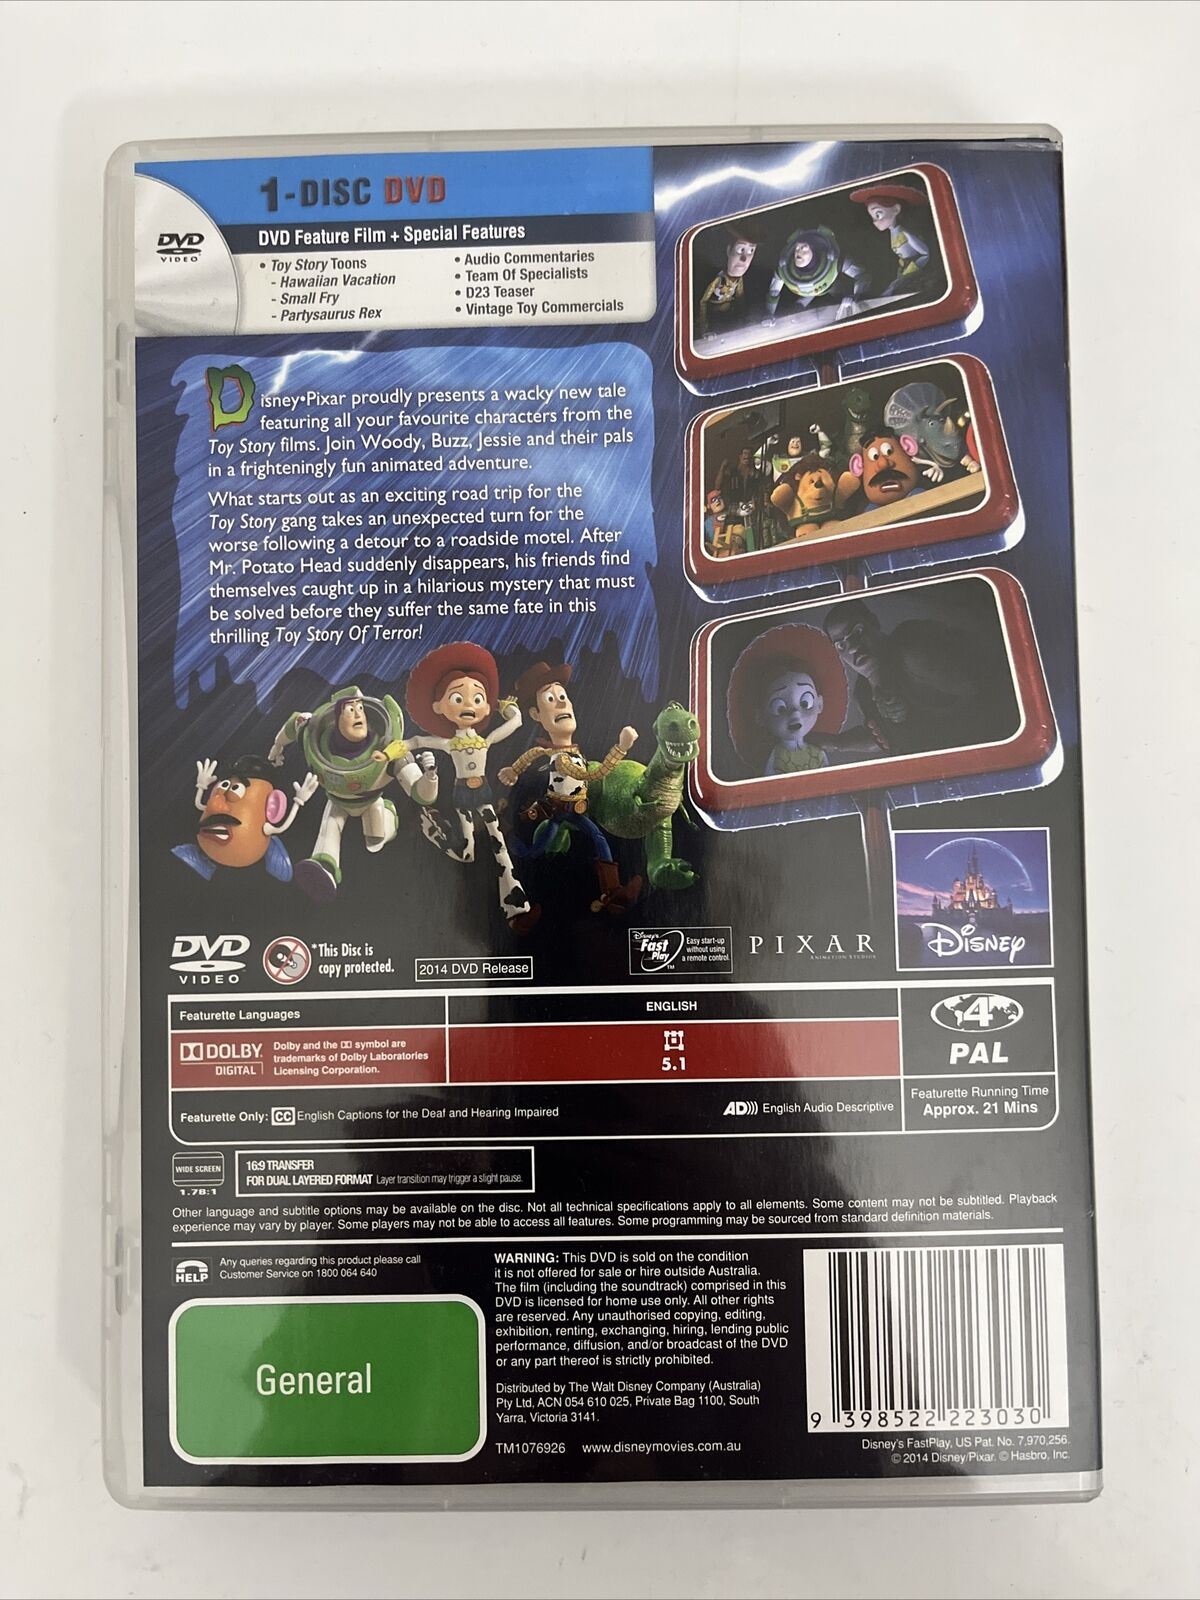 1-DISC DVD
DVD
VIDEO
DVD Feature Film + Special Features
• Toy Story Toons
- Hawaiian Vacation
- Small Fry
- Partysaurus Rex
• Audio Commentaries
• Team Of Specialists
• D23 Teaser
• Vintage Toy Commercials
Disney•Pixar proudly presents a wacky new tale
featuring all your favourite characters from the
Toy Story films. Join Woody, Buzz, Jessie and their pals
in a frighteningly fun animated adventure.
What starts out as an exciting road trip for the
Toy Story gang takes an unexpected turn for the
worse following a detour to a roadside motel. After
Mr. Potato Head suddenly disappears, his friends find
themselves caught up in a hilarious mystery that must
be solved before they suffer the same fate in this
thrilling Toy Story Of Terror!
DVD
VIDEO
*This Disc is
copy protected.
2014 DVD Release
Disney's
Fast
Play
TM
Easy start-up
without using
a remote control.
PIXAR
ANIMATION STUDIOS
DISNEY
Featurette Languages
ENGLISH
4
PAL
DOLBY
DIGITAL
Dolby and the DD symbol are
trademarks of Dolby Laboratories
Licensing Corporation.
5.1
Featurette Only: CC English Captions for the Deaf and Hearing Impaired
AD))) English Audio Descriptive
Featurette Running Time
Approx. 21 Mins
WIDE SCREEN
1.78:1
16:9 TRANSFER
FOR DUAL LAYERED FORMAT Layer transition may trigger a slight pause.
Other language and subtitle options may be available on the disc. Not all technical specifications apply to all elements. Some content may not be subtitled. Playback
experience may vary by player. Some players may not be able to access all features. Some programming may be sourced from standard definition materials.
HELP
Any queries regarding this product please call
Customer Service on 1800 064 640
General
WARNING: This DVD is sold on the condition
it is not offered for sale or hire outside Australia.
The film (including the soundtrack) comprised in this
DVD is licensed for home use only. All other rights
are reserved. Any unauthorised copying, editing,
exhibition, renting, exchanging, hiring, lending public
performance, diffusion, and/or broadcast of the DVD
or any part thereof is strictly prohibited.
Distributed by The Walt Disney Company (Australia)
Pty Ltd, ACN 054 610 025, Private Bag 1100, South
Yarra, Victoria 3141.
TM1076926 www.disneymovies.com.au
9 398522 223030
Disney's FastPlay, US Pat. No. 7,970,256.
© 2014 Disney/Pixar. © Hasbro, Inc.